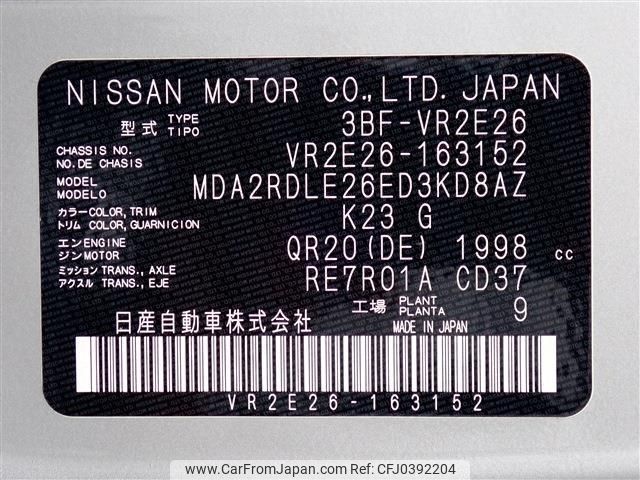 NISSAN MOTOR CO.,LTD. JAPAN
型式 TYPE TIPO 3BF-VR2E26
CHASSIS NO. NO. DE CHASIS VR2E26-163152
MODEL MODELO MDA2RDLE26ED3KD8AZ
カラー COLOR, TRIM トリム COLOR, GUARNICION K23 G
エンジン ENGINE MOTOR QR20(DE) 1998 cc
ミッション TRANS., AXLE アクスル TRANS., EJE RE7R01A CD37
工場 PLANT PLANTA 9
日産自動車株式会社 MADE IN JAPAN
VR2E26-163152
www.CarFromJapan.com (ID: CFJ00392204)